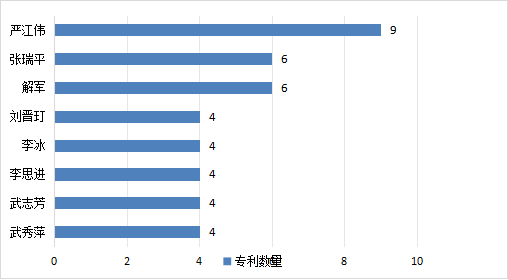 严江伟 9
张瑞平 6
解军 6
刘晋玎 4
李冰 4
李思进 4
武志芳 4
武秀萍 4
0 2 4 6 8 10
专利数量